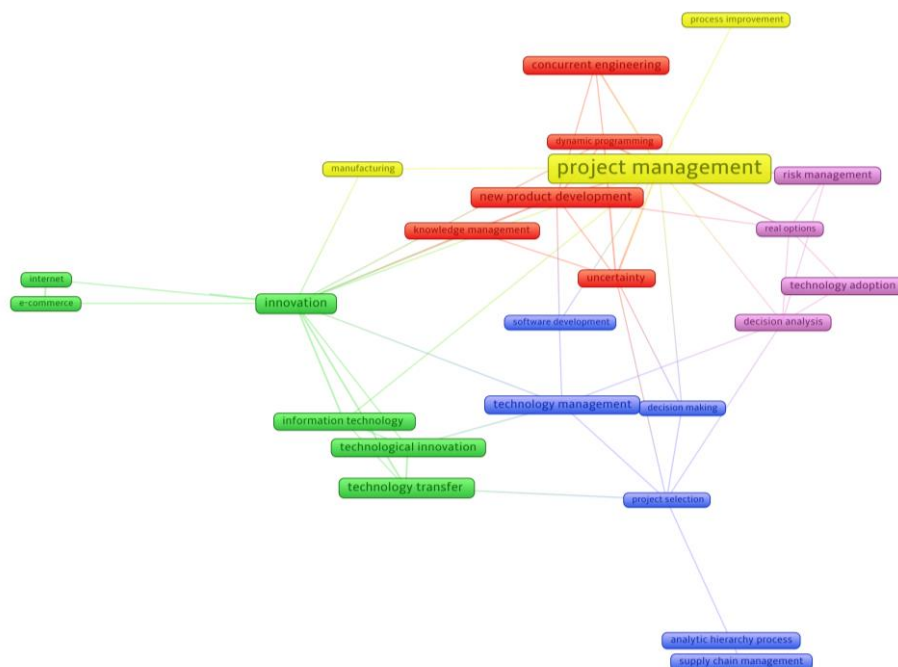 process improvement
concurrent engineering
dynamic programming
project management
manufacturing
risk management
new product development
real options
knowledge management
uncertainty
internet
technology adoption
e-commerce
innovation
software development
decision analysis
technology management
decision making
information technology
technological innovation
technology transfer
project selection
analytic hierarchy process
supply chain management